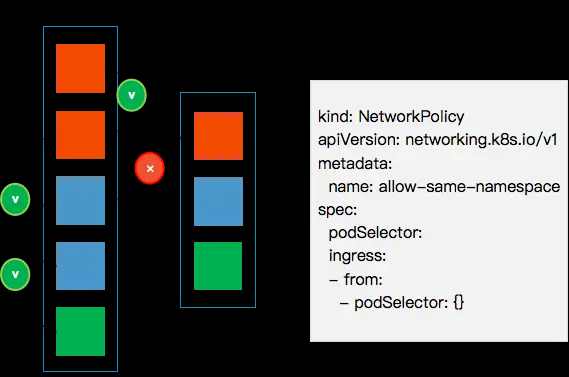 v
x
v
v
kind: NetworkPolicy
apiVersion: networking.k8s.io/v1
metadata:
name: allow-same-namespace
spec:
podSelector:
ingress:
- from:
- podSelector: {}